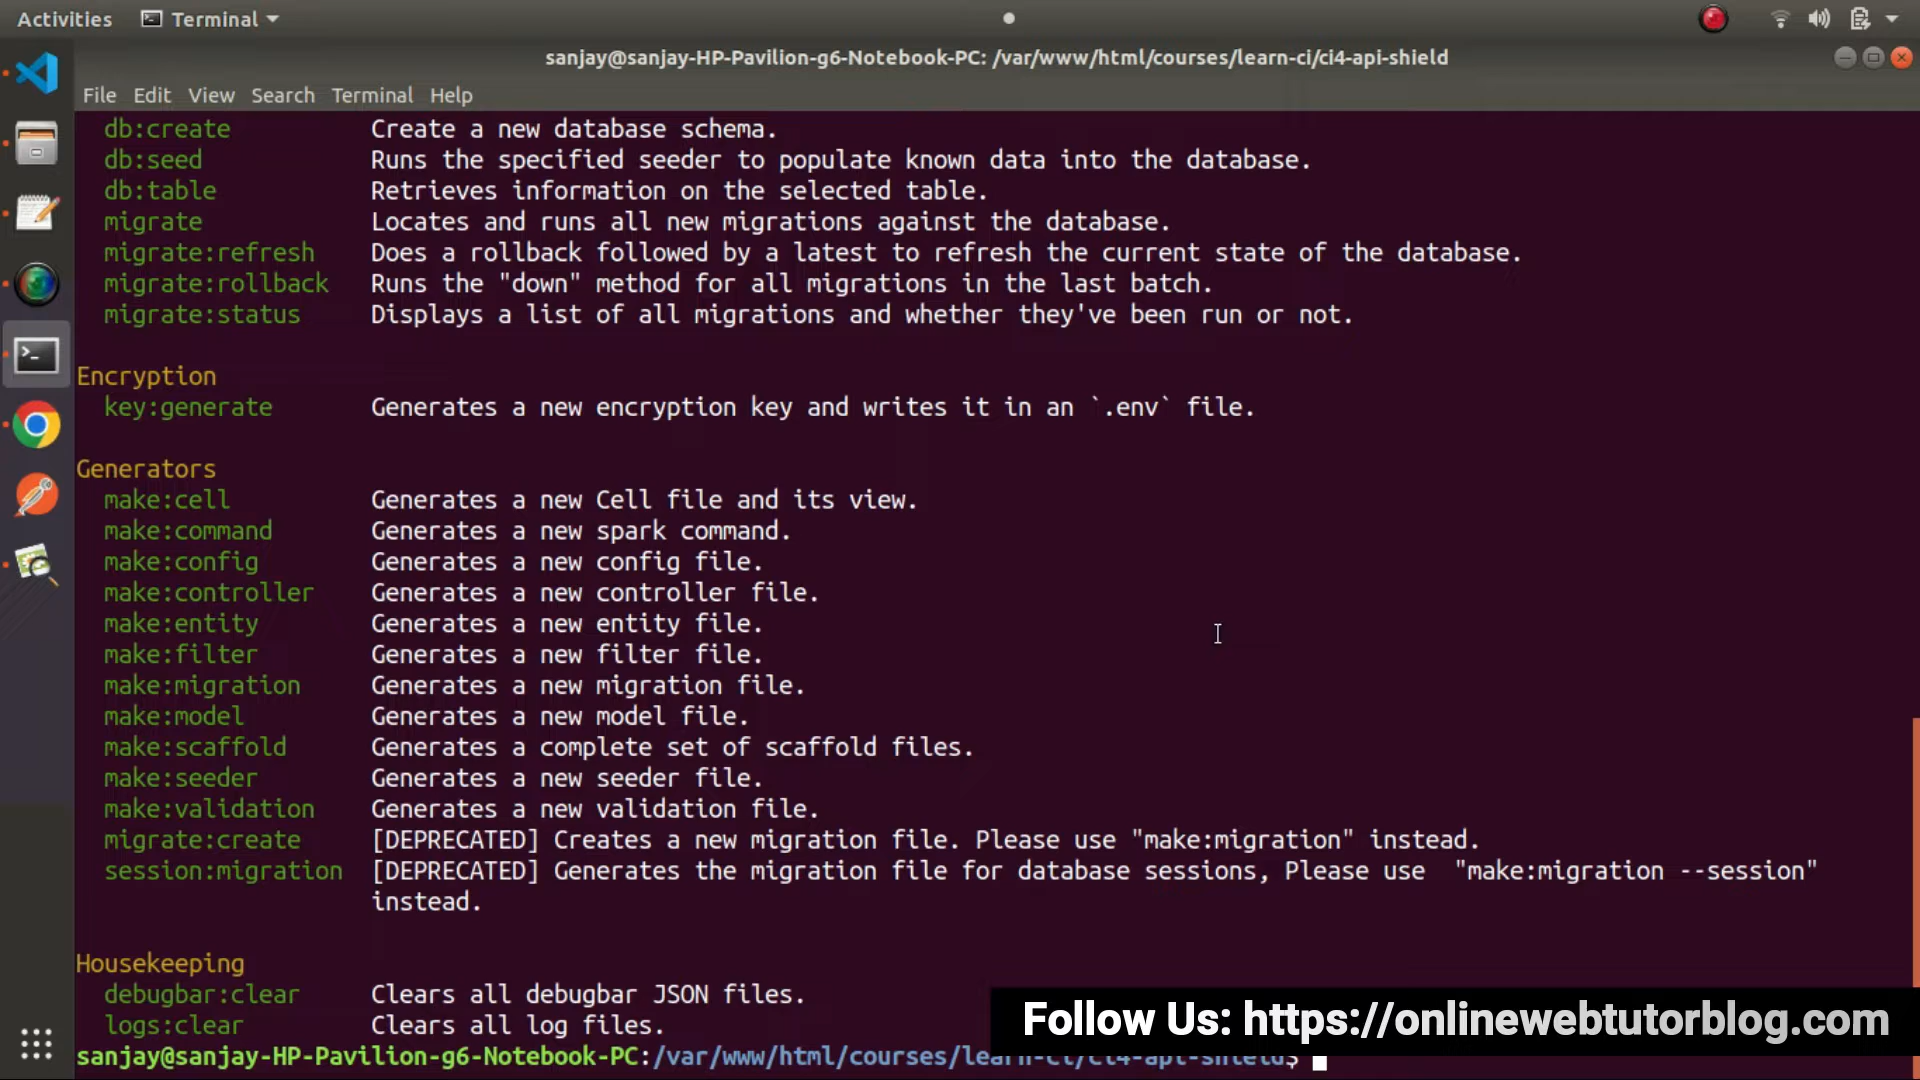 Activities
Terminal
sanjay@sanjay-HP-Pavilion-g6-Notebook-PC: /var/www/html/courses/learn-ci/ci4-api-shield
File Edit View Search Terminal Help
db:create Create a new database schema.
db:seed Runs the specified seeder to populate known data into the database.
db:table Retrieves information on the selected table.
migrate Locates and runs all new migrations against the database.
migrate:refresh Does a rollback followed by a latest to refresh the current state of the database.
migrate:rollback Runs the "down" method for all migrations in the last batch.
migrate:status Displays a list of all migrations and whether they've been run or not.
Encryption
key:generate Generates a new encryption key and writes it in an `.env` file.
Generators
make:cell Generates a new Cell file and its view.
make:command Generates a new spark command.
make:config Generates a new config file.
make:controller Generates a new controller file.
make:entity Generates a new entity file.
make:filter Generates a new filter file.
make:migration Generates a new migration file.
make:model Generates a new model file.
make:scaffold Generates a complete set of scaffold files.
make:seeder Generates a new seeder file.
make:validation Generates a new validation file.
migrate:create [DEPRECATED] Creates a new migration file. Please use "make:migration" instead.
session:migration [DEPRECATED] Generates the migration file for database sessions, Please use "make:migration --session"
instead.
Housekeeping
debugbar:clear Clears all debugbar JSON files.
logs:clear Clears all log files.
Follow Us: https://onlinewebtutorblog.com
sanjay@sanjay-HP-Pavilion-g6-Notebook-PC:/var/www/html/courses/learn-ci/ci4-api-shield$